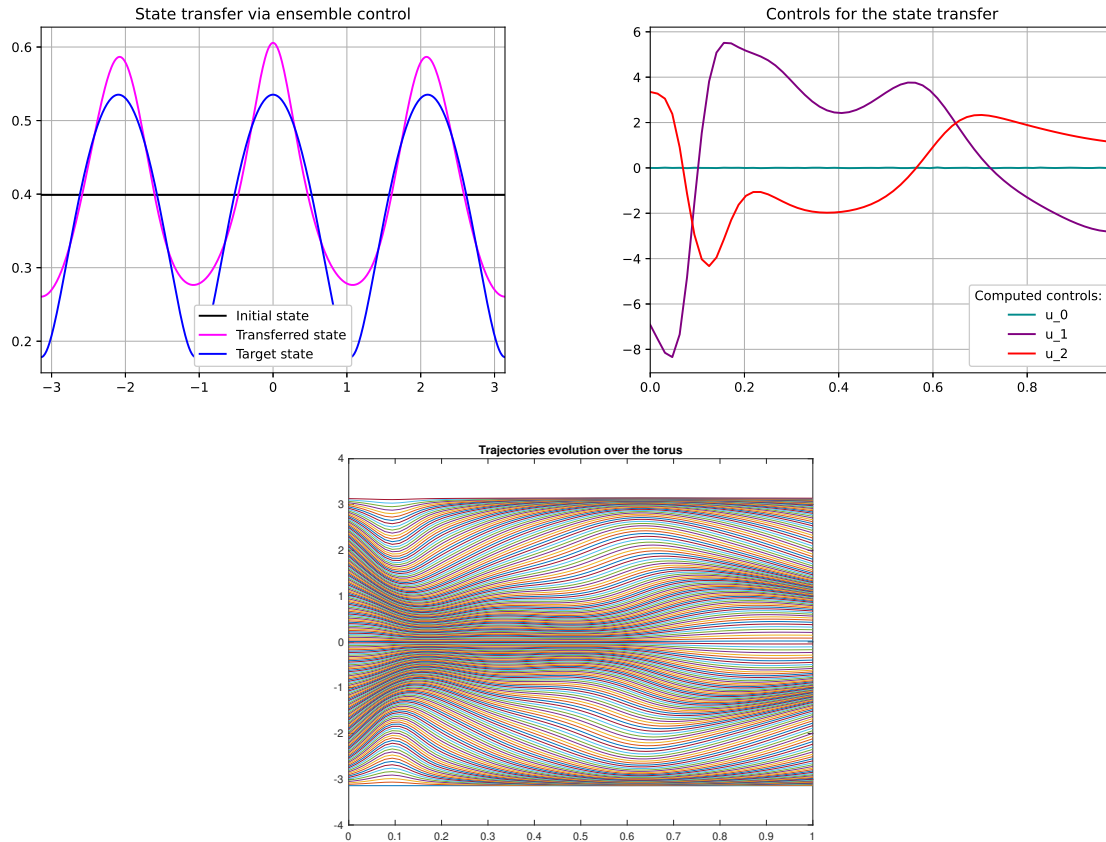 State transfer via ensemble control
0.6
0.5
0.4
0.3
0.2
−3 −2 −1 0 1 2 3
Initial state
Transferred state
Target state
Controls for the state transfer
6
4
2
0
−2
−4
−6
−8
0.0 0.2 0.4 0.6 0.8
Computed controls:
u_0
u_1
u_2
Trajectories evolution over the torus
4
3
2
1
0
-1
-2
-3
-4
0 0.1 0.2 0.3 0.4 0.5 0.6 0.7 0.8 0.9 1